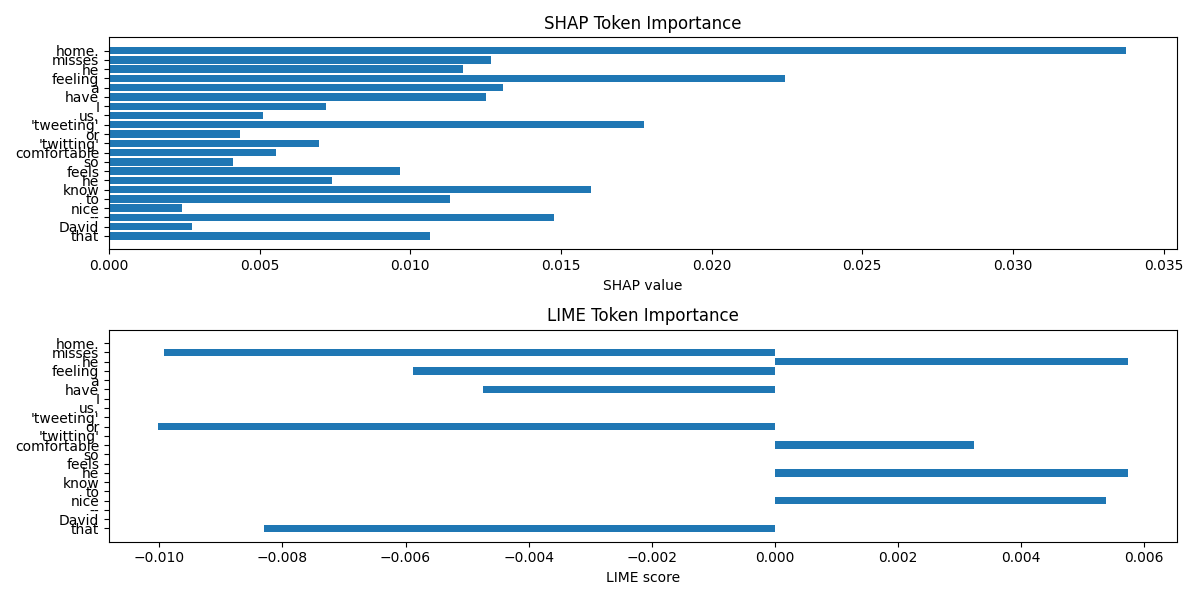 SHAP Token Importance
home.
misses
he
feeling
a
have
I
us,
'tweeting'
or
'twitting'
comfortable
so
feels
he
know
to
nice
--
David
that
0.000 0.005 0.010 0.015 0.020 0.025 0.030 0.035
SHAP value
LIME Token Importance
home.
misses
he
feeling
a
have
I
us,
'tweeting'
or
'twitting'
comfortable
so
feels
he
know
to
nice
--
David
that
−0.010 −0.008 −0.006 −0.004 −0.002 0.000 0.002 0.004 0.006
LIME score